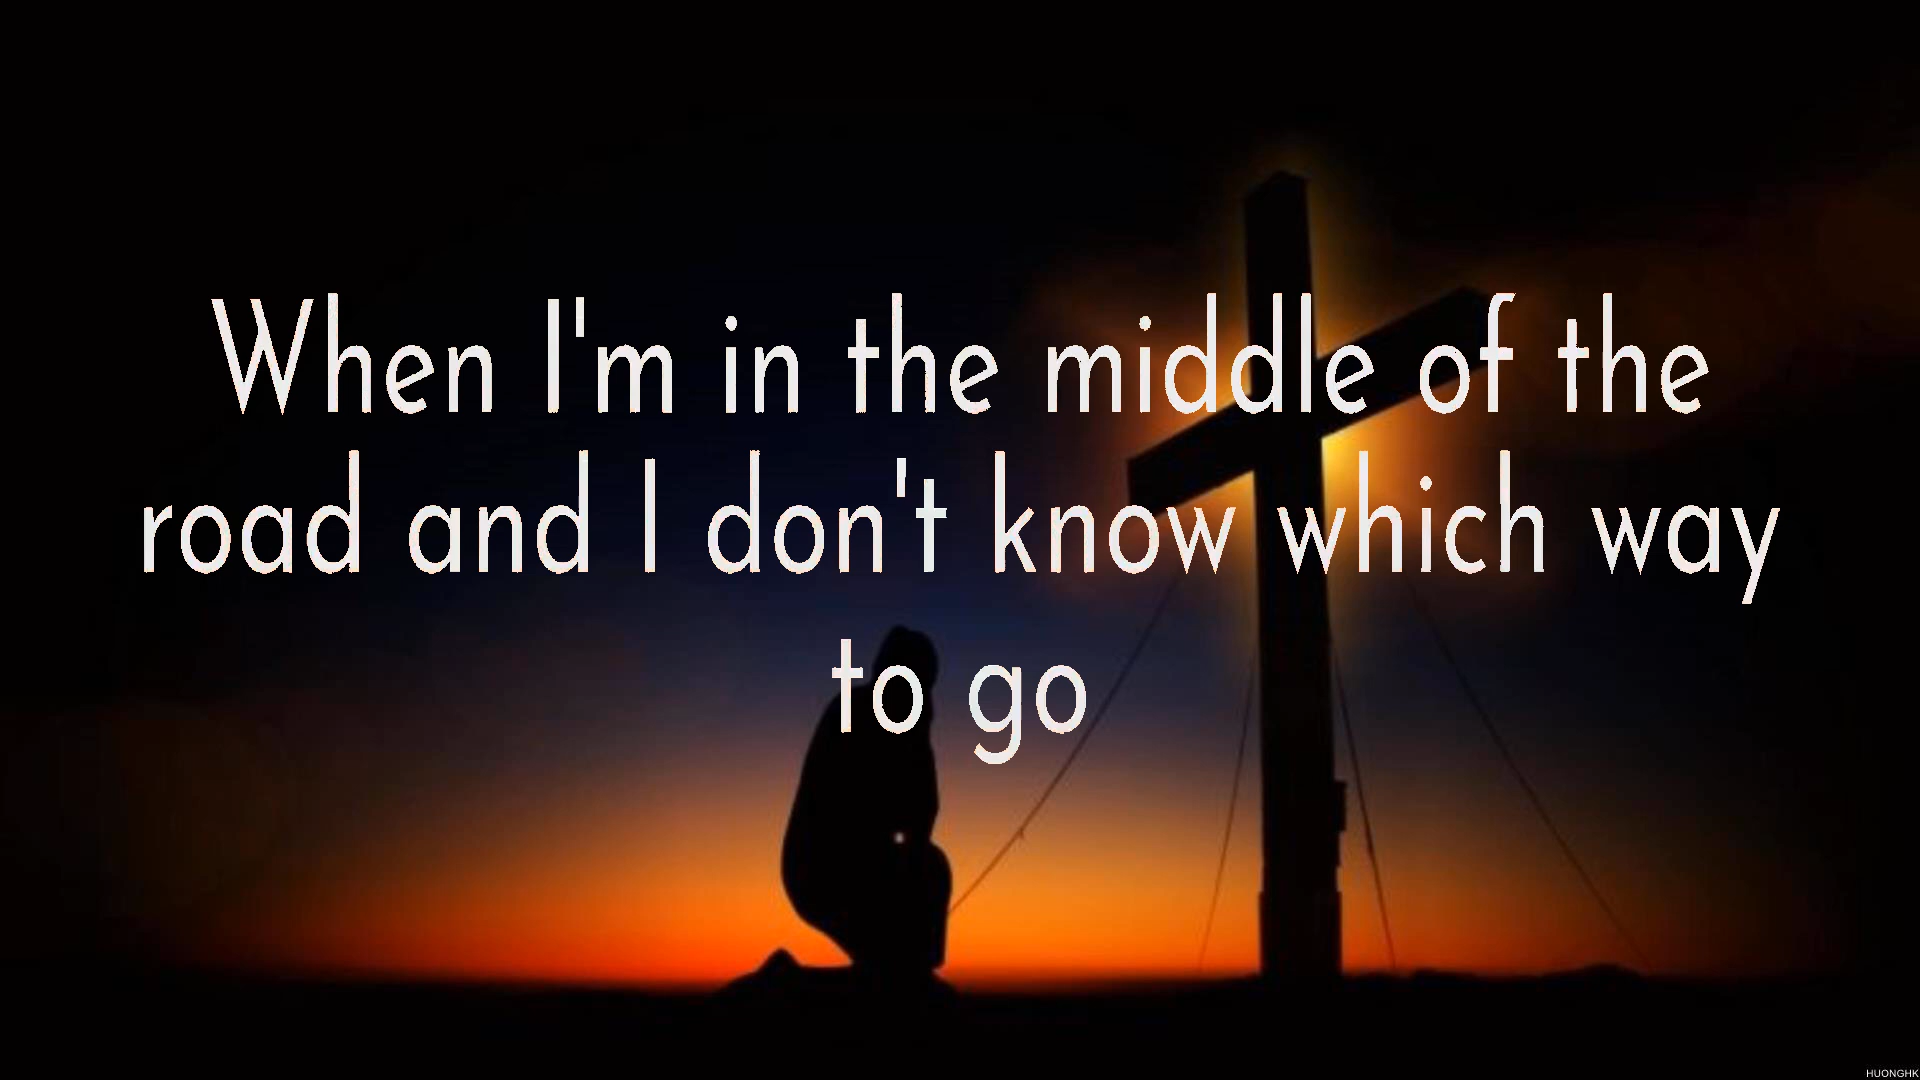 When I'm in the middle of the
road and I don't know which way
to go
HUONGHK